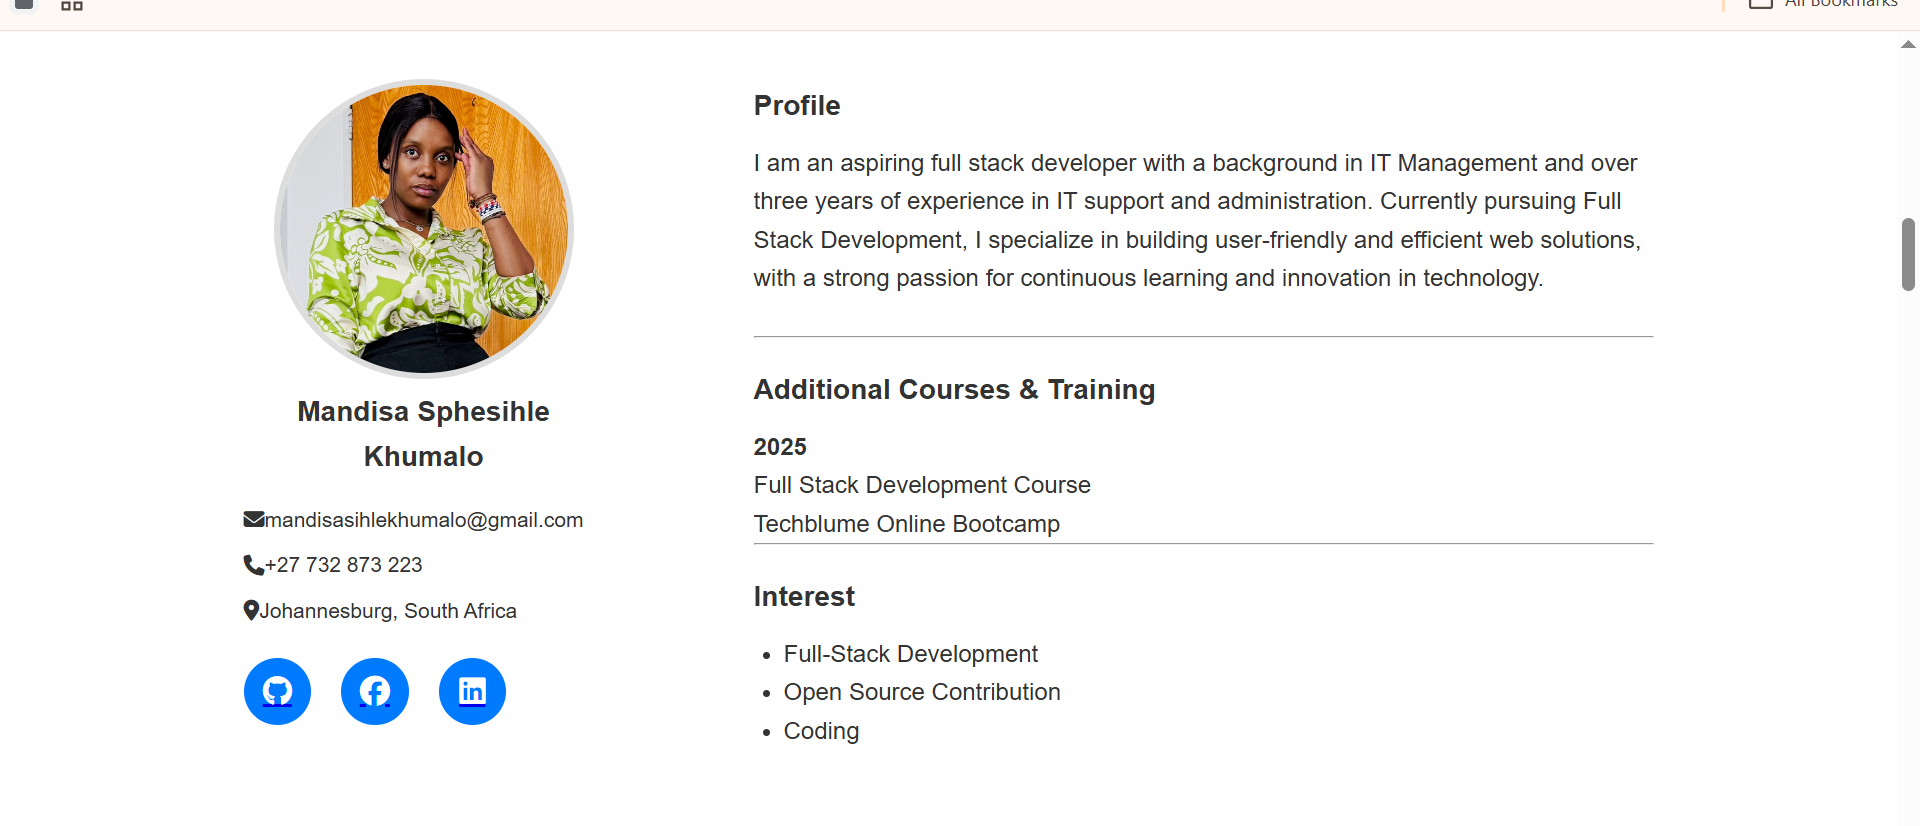 All Bookmarks
Mandisa Sphesihle
Khumalo
mandisasihlekhumalo@gmail.com
+27 732 873 223
Johannesburg, South Africa
in
Profile
I am an aspiring full stack developer with a background in IT Management and over
three years of experience in IT support and administration. Currently pursuing Full
Stack Development, I specialize in building user-friendly and efficient web solutions,
with a strong passion for continuous learning and innovation in technology.
Additional Courses & Training
2025
Full Stack Development Course
Techblume Online Bootcamp
Interest
• Full-Stack Development
• Open Source Contribution
• Coding